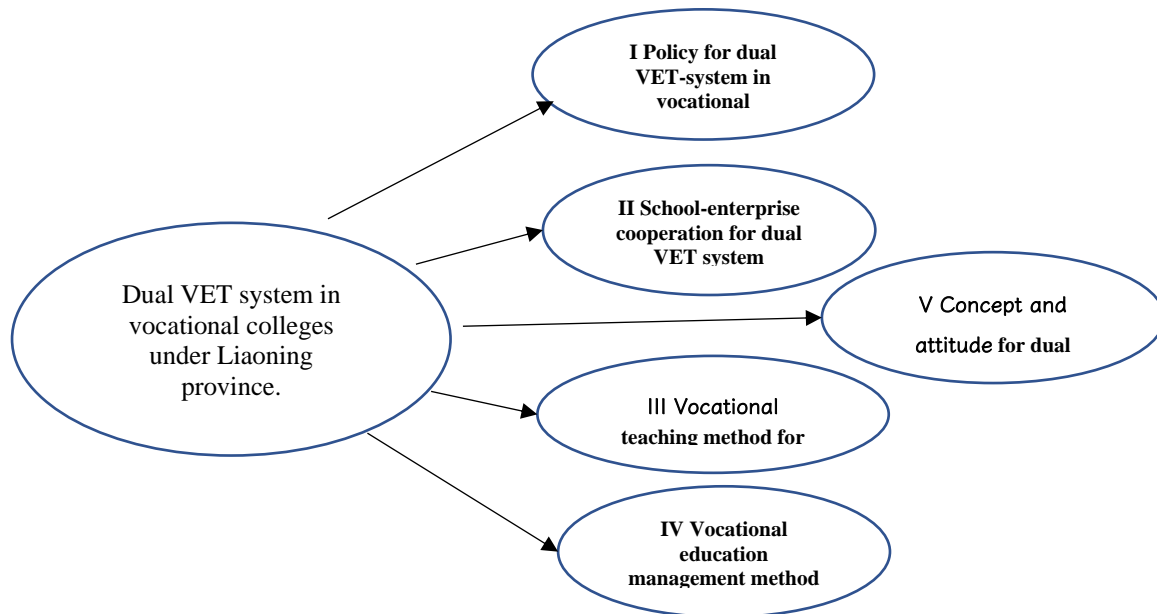 I Policy for dual
VET-system in
vocational
II School-enterprise
cooperation for dual
VET system
Dual VET system in
vocational colleges
under Liaoning
province.
V Concept and
attitude for dual
III Vocational
teaching method for
IV Vocational
education
management method